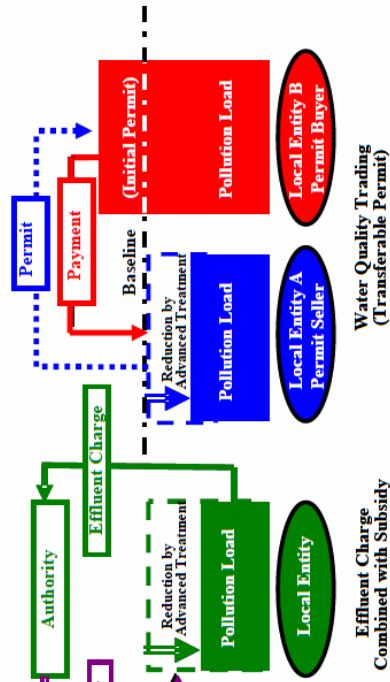 Authority
Effluent Charge
Reduction by
Advanced Treatment
Pollution Load
Local Entity
Effluent Charge
Combined with Subsidy
Permit
Payment
Baseline
Reduction by
Advanced Treatment
Pollution Load
Local Entity A
Permit Seller
(Initial Permit)
Pollution Load
Local Entity B
Permit Buyer
Water Quality Trading
(Transferable Permit)